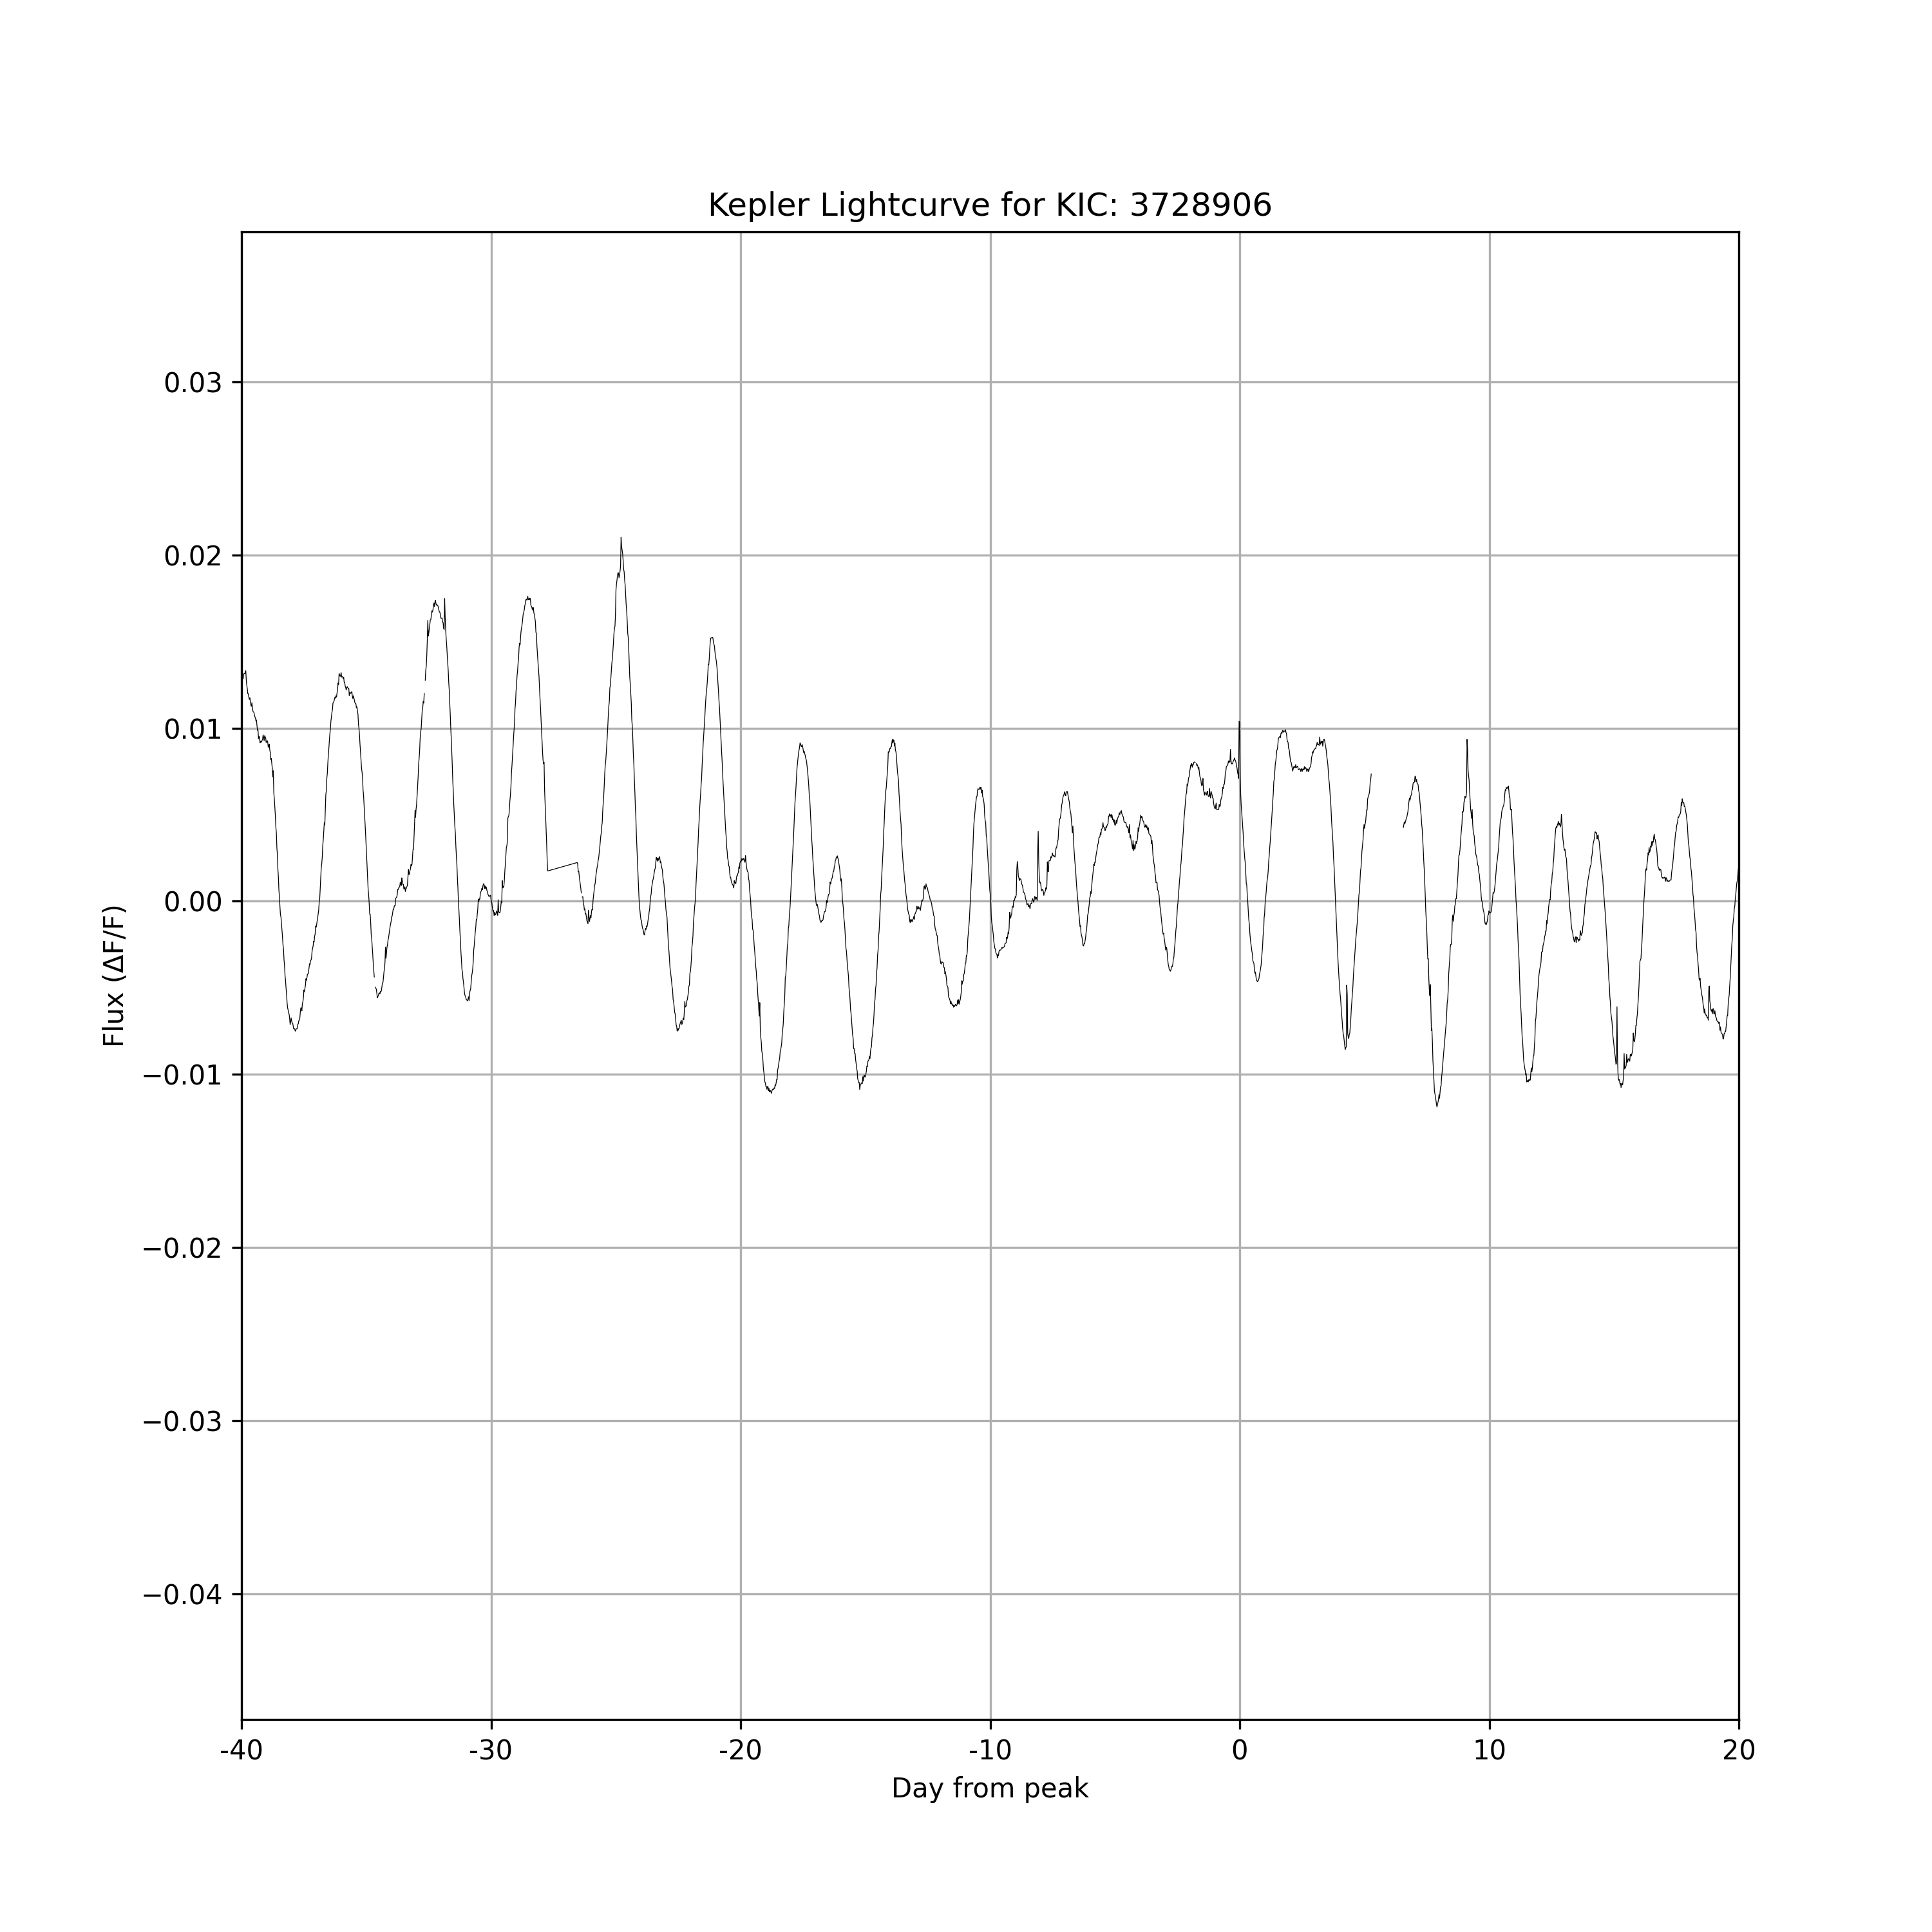 Kepler Lightcurve for KIC: 3728906
Flux (ΔF/F)
0.03
0.02
0.01
0.00
−0.01
−0.02
−0.03
−0.04
-40 -30 -20 -10 0 10 20
Day from peak